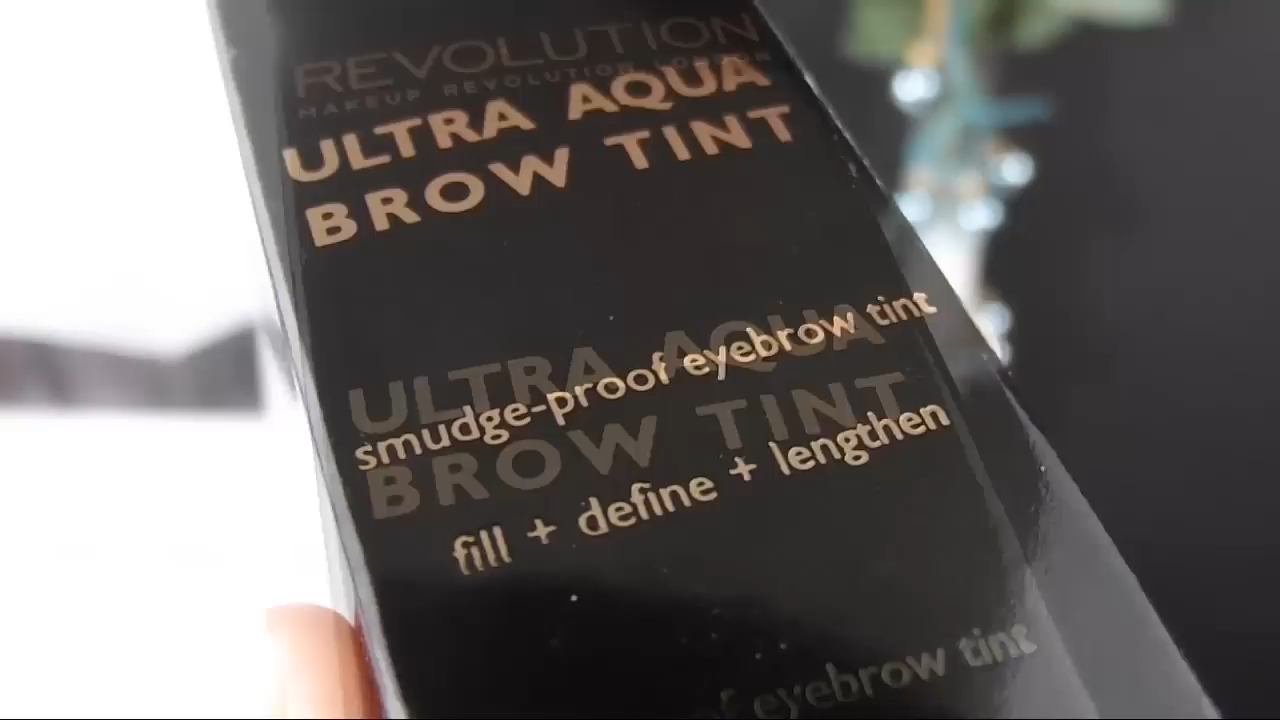 REVOLUTION
MAKEUP REVOLUTION LONDON
ULTRA AQUA
BROW TINT
smudge-proof eyebrow tint
ULTRA AQUA
BROW TINT
fill + define + lengthen
of eyebrow tint